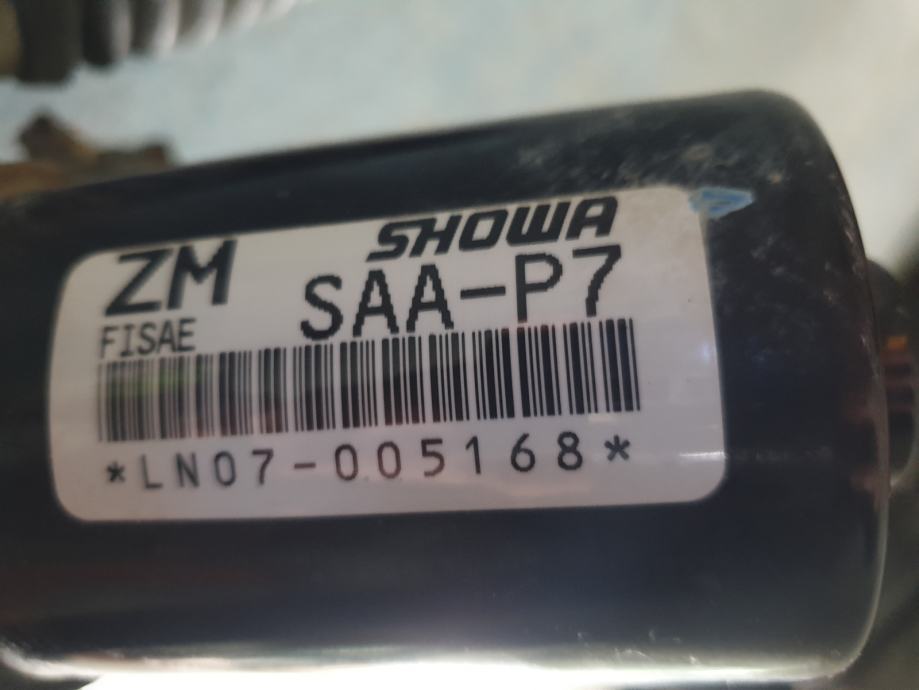 SHOWA
ZM SAA-P7
FISAE
*LN07-005168*